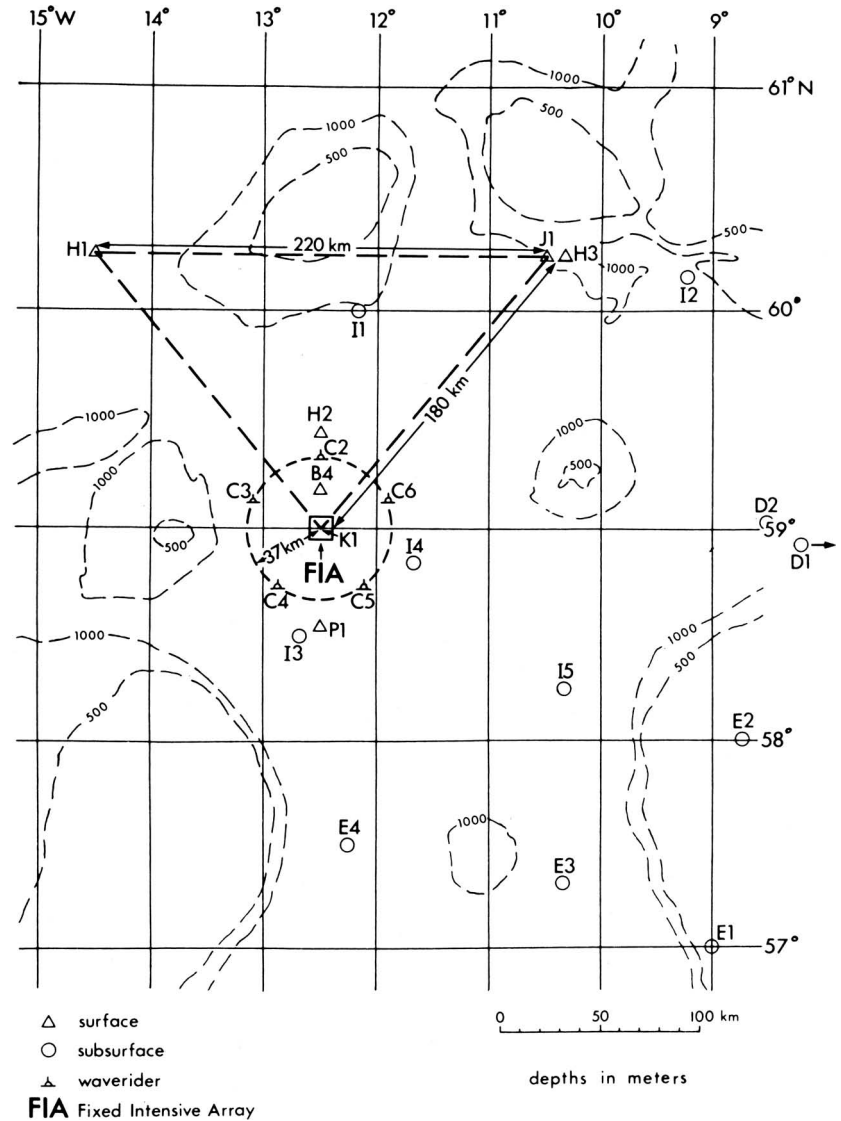 15°W 14° 13° 12° 11° 10° 9°
1000
61°N
1000
500
1000
500
500
H1
220 km
J1
H3
1000
I2
I1
60°
180 km
H2
1000
1000
C2
1000
B4
500
C3
C6
D2
500
59°
37km
K1
I4
D1
FIA
C4
C5
P1
I3
1000
1000
500
I5
500
E2
58°
E4
1000
E3
E1
57°
surface
subsurface
waverider
FIA Fixed Intensive Array
0 50 100 km
depths in meters